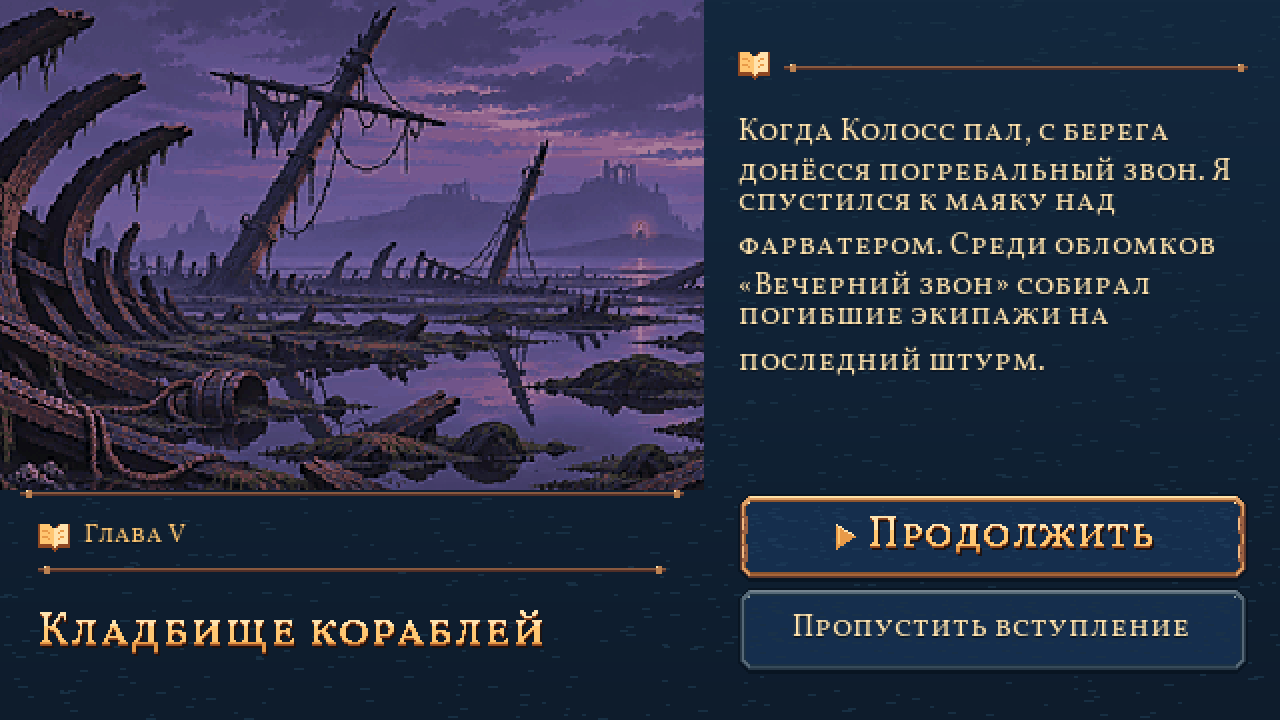 Глава V
Кладбище кораблей
Когда Колосс пал, с берега
донёсся погребальный звон. Я
спустился к маяку над
фарватером. Среди обломков
«Вечерний звон» собирал
погибшие экипажи на
последний штурм.
Продолжить
Пропустить вступление